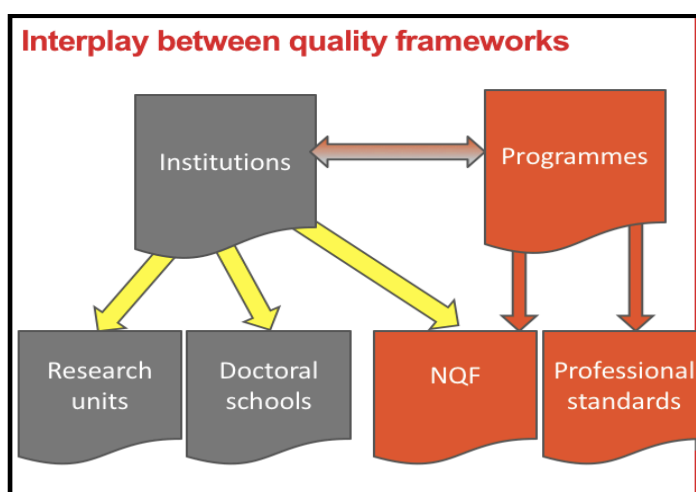 Interplay between quality frameworks
Institutions
Programmes
Research
units
Doctoral
schools
NQF
Professional
standards